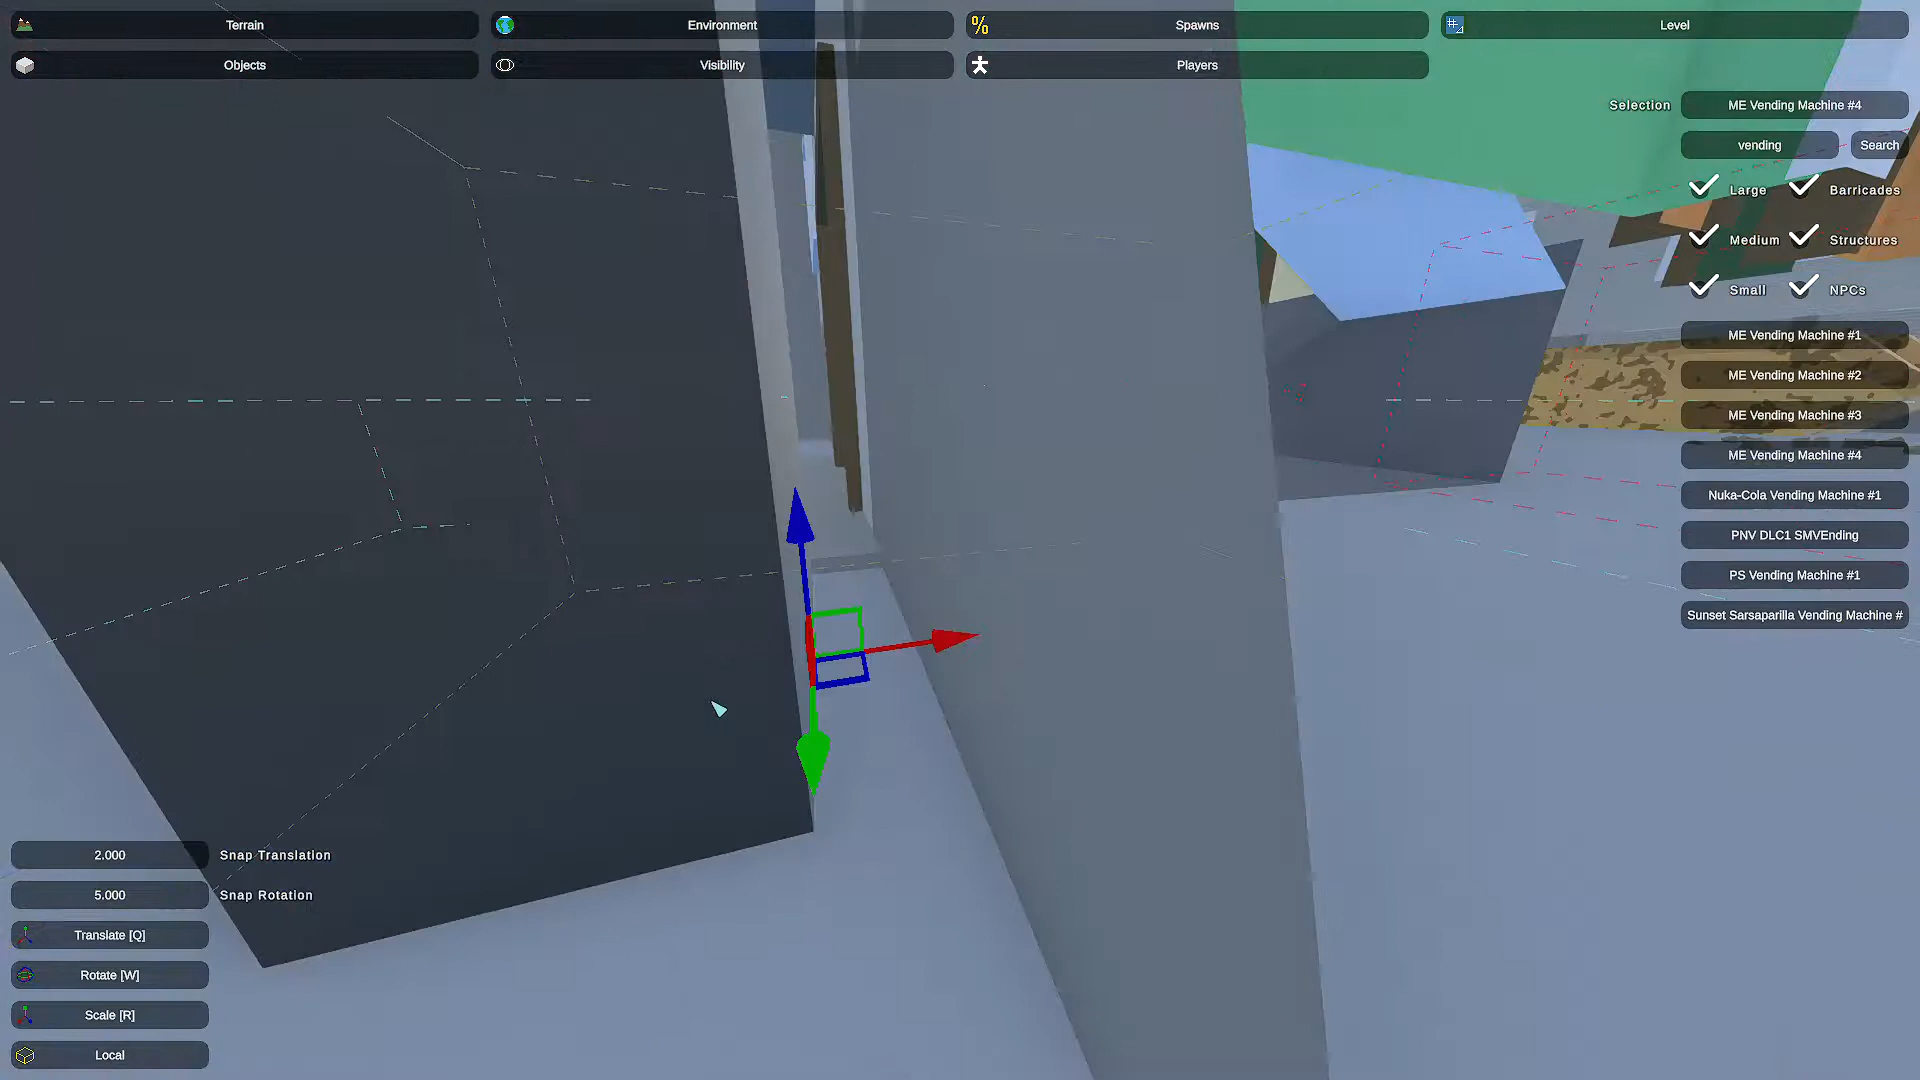 Terrain
Environment
Spawns
Level
Objects
Visibility
Players
Selection
ME Vending Machine #4
vending
Search
Large
Barricades
Medium
Structures
Small
NPCs
ME Vending Machine #1
ME Vending Machine #2
ME Vending Machine #3
ME Vending Machine #4
Nuka-Cola Vending Machine #1
PNV DLC1 SMVEnding
PS Vending Machine #1
Sunset Sarsaparilla Vending Machine #
2.000
Snap Translation
5.000
Snap Rotation
Translate [Q]
Rotate [W]
Scale [R]
Local